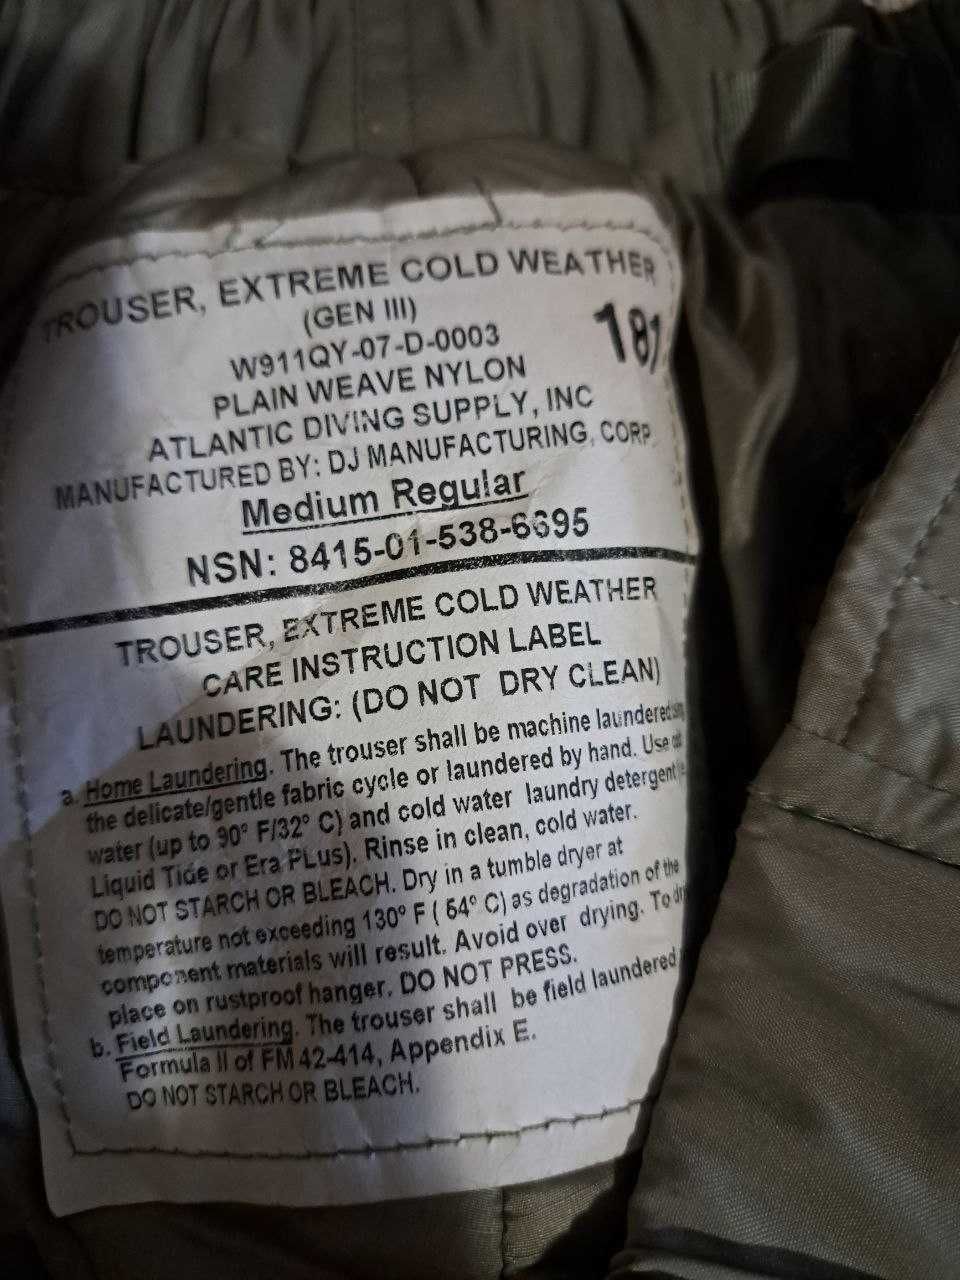 TROUSER, EXTREME COLD WEATHER
(GEN III)
181
W911QY-07-D-0003
PLAIN WEAVE NYLON
ATLANTIC DIVING SUPPLY, INC
MANUFACTURED BY: DJ MANUFACTURING, CORP.
Medium Regular
NSN: 8415-01-538-6695
TROUSER, EXTREME COLD WEATHER
CARE INSTRUCTION LABEL
LAUNDERING: (DO NOT DRY CLEAN)
a. Home Laundering. The trouser shall be machine laundered using
the delicate/gentle fabric cycle or laundered by hand. Use cold
water (up to 90° F/32° C) and cold water laundry detergent
Liquid Tide or Era PLus). Rinse in clean, cold water.
DO NOT STARCH OR BLEACH. Dry in a tumble dryer at
temperature not exceeding 130° F ( 54° C) as degradation of the
component materials will result. Avoid over drying. To dry
place on rustproof hanger. DO NOT PRESS.
b. Field Laundering. The trouser shall be field laundered
Formula II of FM 42-414, Appendix E.
DO NOT STARCH OR BLEACH.